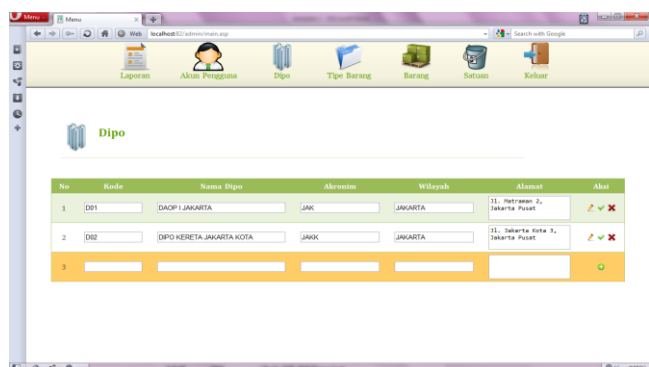 Menu
Menu
Web localhost:82/admin/main.asp
Search with Google
Laporan Akun Pengguna Dipo Tipe Barang Barang Satuan Keluar
Dipo
No Kode Nama Dipo Akronim Wilayah Alamat Aksi
1 D01 DAOP I JAKARTA JAK JAKARTA Jl. Matraman 2,
Jakarta Pusat
2 D02 DIPO KERETA JAKARTA KOTA JAKK JAKARTA Jl. Jakarta Kota 3,
Jakarta Pusat
3